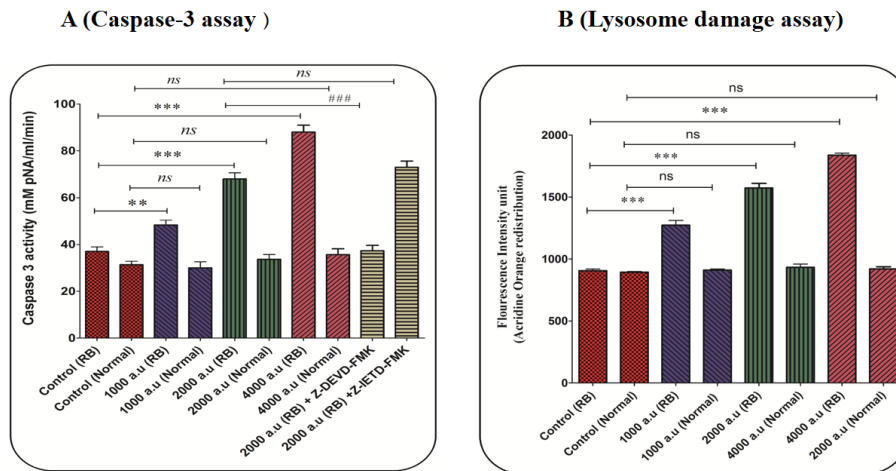 A (Caspase-3 assay )
ns
ns
***
###
ns
***
ns
**
100
80
60
40
20
0
Caspase 3 activity (mM pNA/ml/min)
Control (RB)
Control (Normal)
1000 a.u (RB)
1000 a.u (Normal)
2000 a.u (RB)
2000 a.u (Normal)
4000 a.u (RB)
4000 a.u (Normal)
2000 a.u (RB) + Z-DEVD-FMK
2000 a.u (RB) +Z-IETD-FMK
B (Lysosome damage assay)
ns
***
ns
***
ns
***
2000
1500
1000
500
0
Flourescence Intensity unit
(Acridine Orange redistribution)
Control (RB)
Control (Normal)
1000 a.u (RB)
1000 a.u (Normal)
2000 a.u (RB)
4000 a.u (Normal)
4000 a.u (RB)
2000 a.u (Normal)